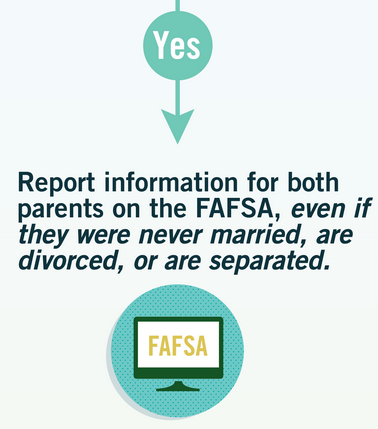 Yes
Report information for both
parents on the FAFSA, even if
they were never married, are
divorced, or are separated.
FAFSA